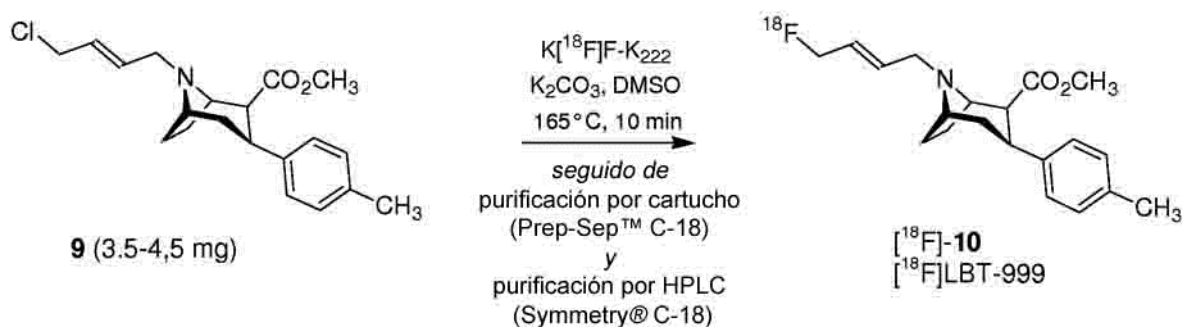 Cl
N
CO₂CH₃
CH₃
9 (3.5-4,5 mg)
K[¹⁸F]F-K₂₂₂
K₂CO₃, DMSO
165°C, 10 min
seguido de
purificación por cartucho
(Prep-Sep™ C-18)
y
purificación por HPLC
(Symmetry® C-18)
¹⁸F
N
CO₂CH₃
CH₃
[¹⁸F]-10
[¹⁸F]LBT-999